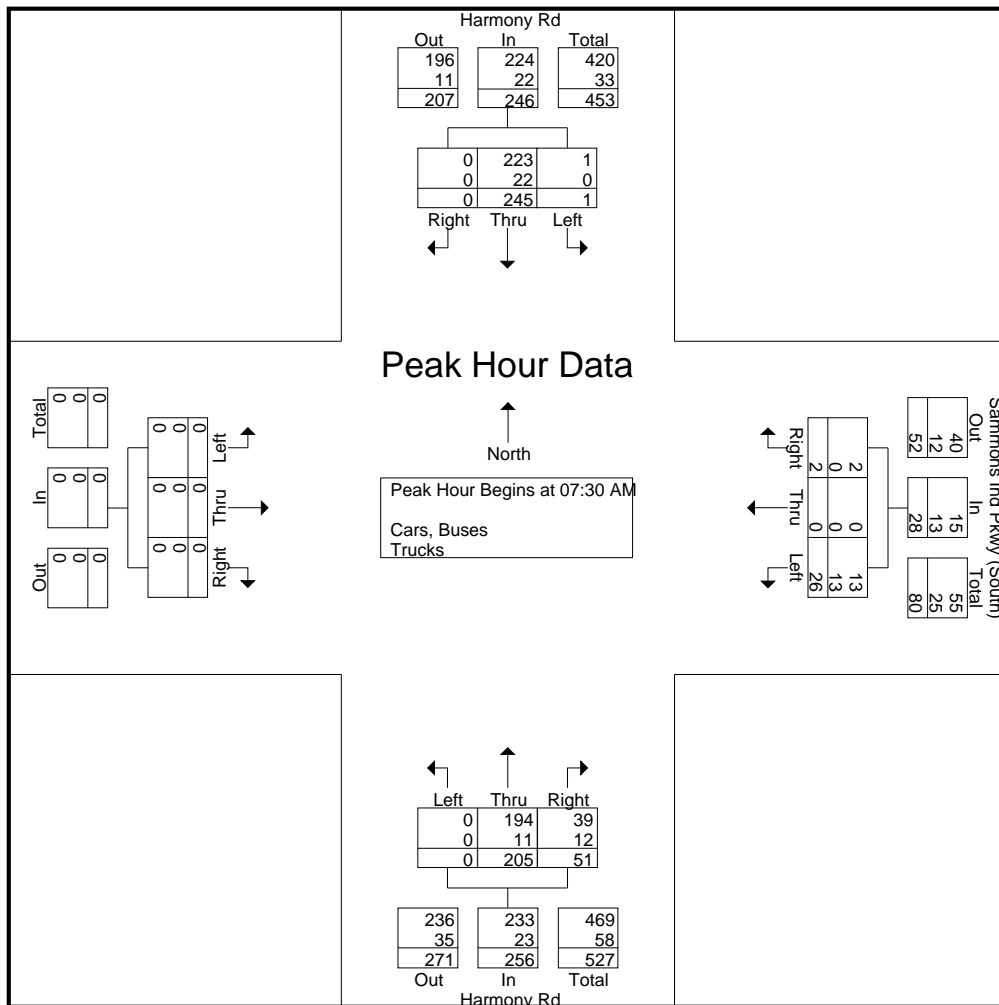 Harmony Rd
Out In Total
196 224 420
11 22 33
207 246 453
0 223 1
0 22 0
0 245 1
Right Thru Left
Peak Hour Data
North
Peak Hour Begins at 07:30 AM
Cars, Buses
Trucks
Total
0 0 0
In
0 0 0
Out
0 0 0
Left
0 0 0
Thru
0 0 0
Right
0 0 0
Right
2 0 2
Thru
0 0 0
Left
26 13 13
Sammons Ind Pkwy (South)
Out
52 12 40
In
28 13 15
Total
80 25 55
Left Thru Right
0 194 39
0 11 12
0 205 51
236 233 469
35 23 58
271 256 527
Out In Total
Harmony Rd